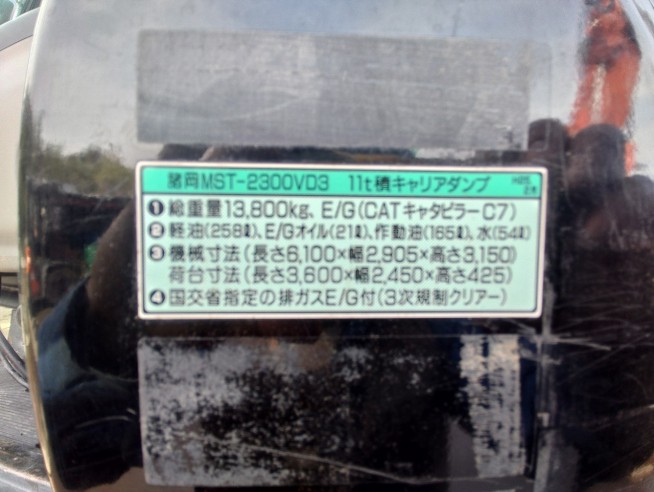 諸岡MST-2300VD3 11t積キャリアダンプ
❶ 総重量13,800kg、E/G(CATキャタピラーC7)
❷ 軽油(258ℓ)、E/Gオイル(21ℓ)、作動油(165ℓ)、水(54ℓ)
❸ 機械寸法(長さ6,100×幅2,905×高さ3,150)
荷台寸法(長さ3,600×幅2,450×高さ425)
❹ 国交省指定の排ガスE/G付(3次規制クリアー)